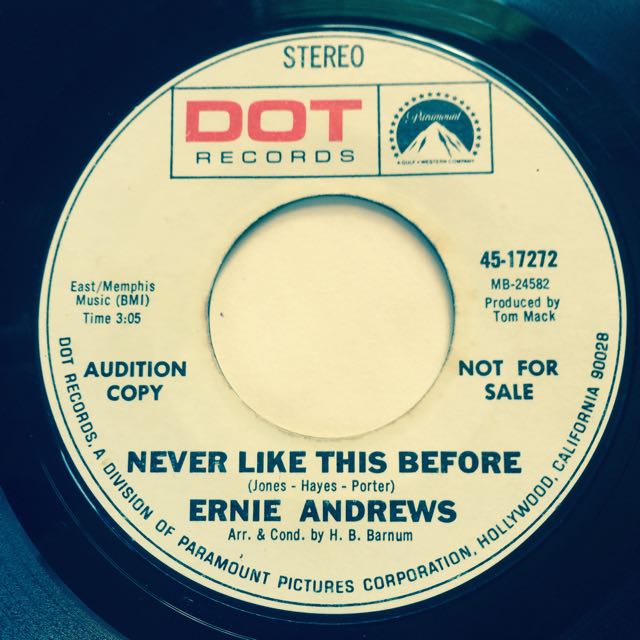 STEREO
DOT
RECORDS
Paramount
A GULF + WESTERN COMPANY
45-17272
MB-24582
Produced by
Tom Mack
East/Memphis
Music (BMI)
Time 3:05
AUDITION
COPY
NOT FOR
SALE
NEVER LIKE THIS BEFORE
(Jones - Hayes - Porter)
ERNIE ANDREWS
Arr. & Cond. by H. B. Barnum
DOT RECORDS, A DIVISION OF PARAMOUNT PICTURES CORPORATION, HOLLYWOOD, CALIFORNIA 90028